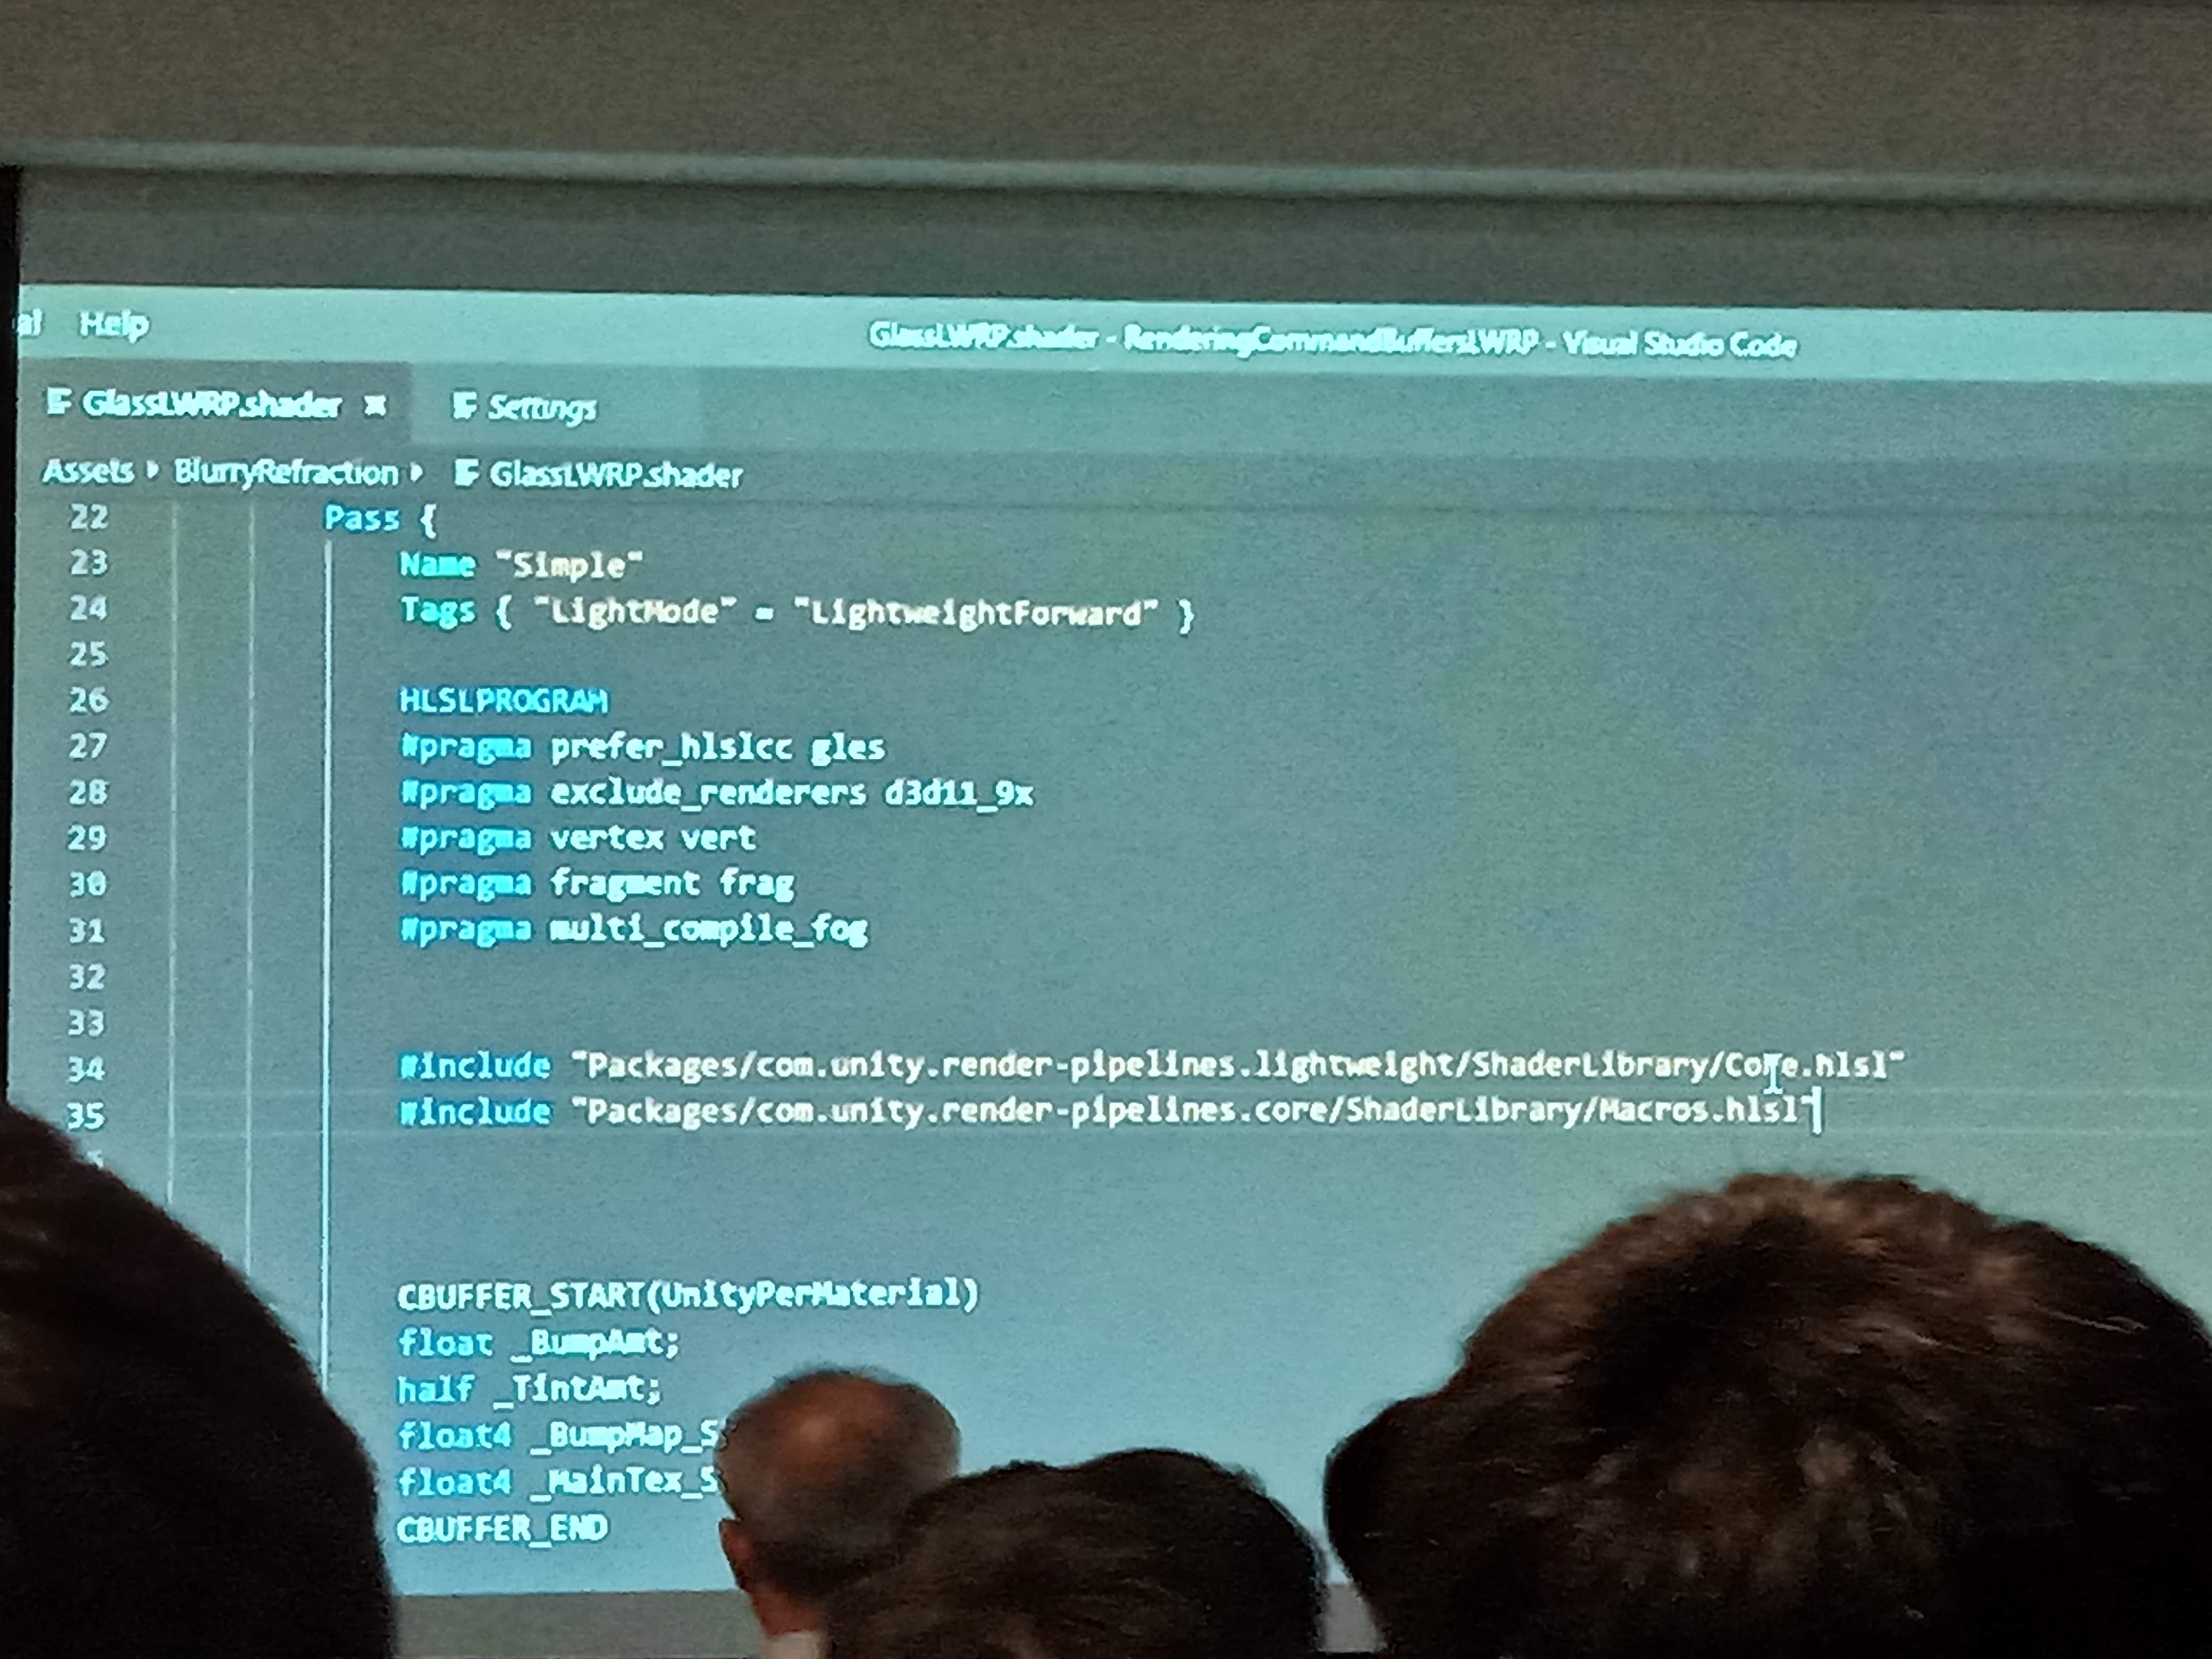 Help
GlassLWRP.shader - RenderingCommandBuffersLWRP - Visual Studio Code
GlassLWRP.shader Settings
Assets BlurryRefraction GlassLWRP.shader
22 Pass {
23 Name "Simple"
24 Tags { "LightMode" = "LightweightForward" }
25
26 HLSLPROGRAM
27 #pragma prefer_hlslcc gles
28 #pragma exclude_renderers d3d11_9x
29 #pragma vertex vert
30 #pragma fragment frag
31 #pragma multi_compile_fog
32
33
34 #include "Packages/com.unity.render-pipelines.lightweight/ShaderLibrary/Core.hlsl"
35 #include "Packages/com.unity.render-pipelines.core/ShaderLibrary/Macros.hlsl"
CBUFFER_START(UnityPerMaterial)
float _BumpAmt;
half _TintAmt;
float4 _BumpMap_S
float4 _MainTex_S
CBUFFER_END